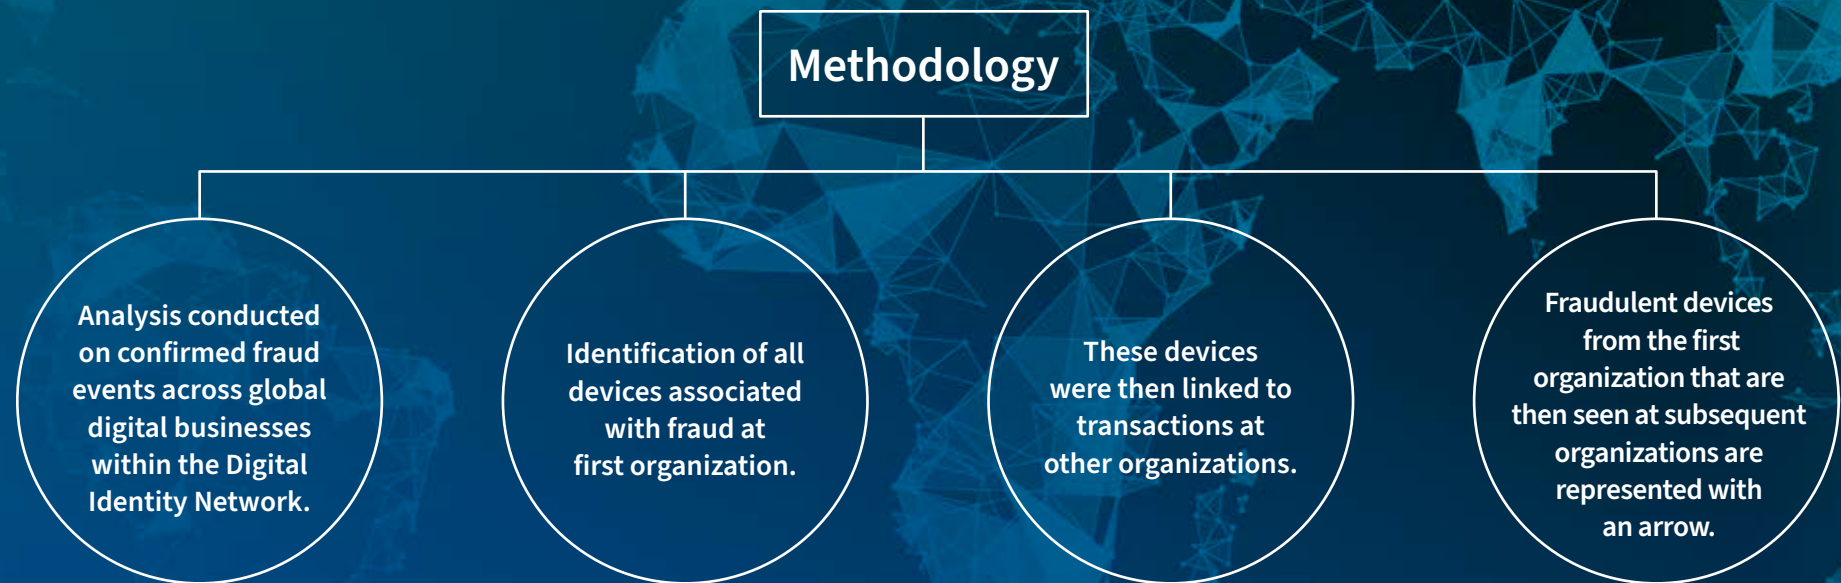 Methodology
Analysis conducted
on confirmed fraud
events across global
digital businesses
within the Digital
Identity Network.
Identification of all
devices associated
with fraud at
first organization.
These devices
were then linked to
transactions at
other organizations.
Fraudulent devices
from the first
organization that are
then seen at subsequent
organizations are
represented with
an arrow.